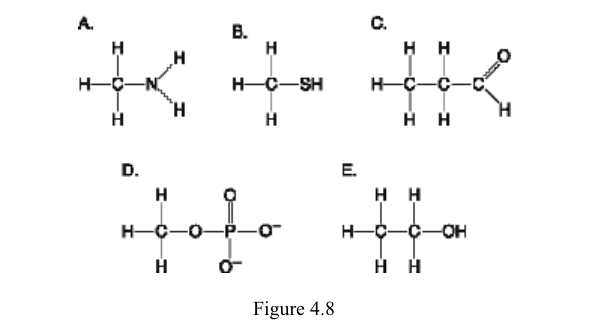 A.
H
H
H–C–N
H
H
B.
H
H–C–SH
H
C.
H H
O
H–C–C–C
H H
H
D.
H
O
H–C–O–P–O⁻
H
O⁻
E.
H H
H–C–C–OH
H H
Figure 4.8